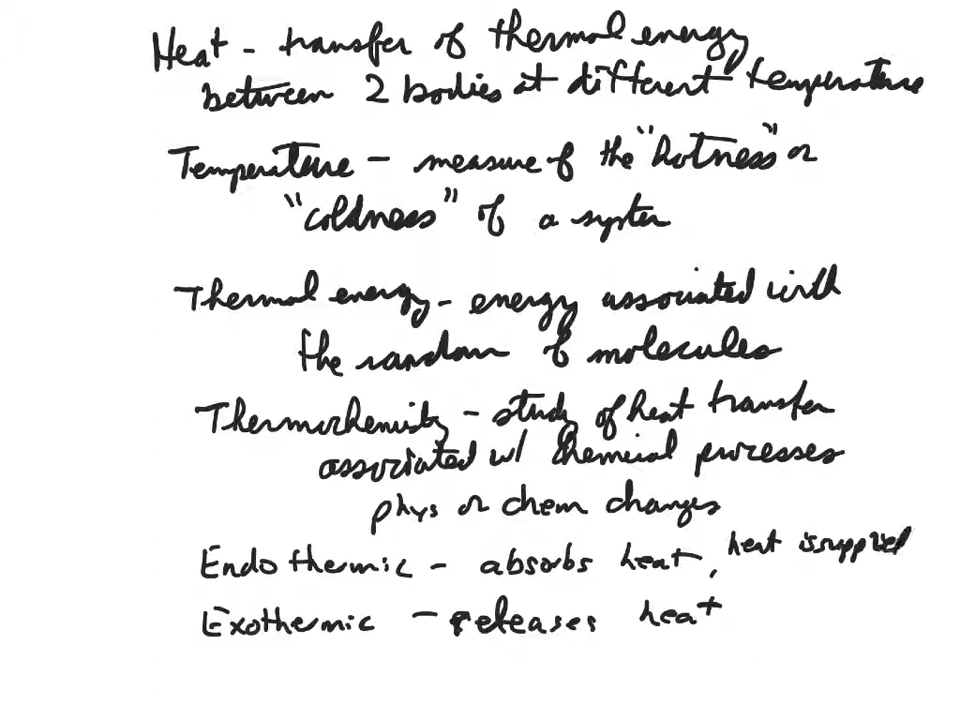 Heat - transfer of thermal energy
between 2 bodies at different temperature
Temperature - measure of the "hotness" or
"coldness" of a system
Thermal energy - energy associated with
the random of molecules
Thermochemistry - study of heat transfer
associated w/ chemical processes
phys or chem changes
Endothermic - absorbs heat, heat is supplied
Exothermic - releases heat